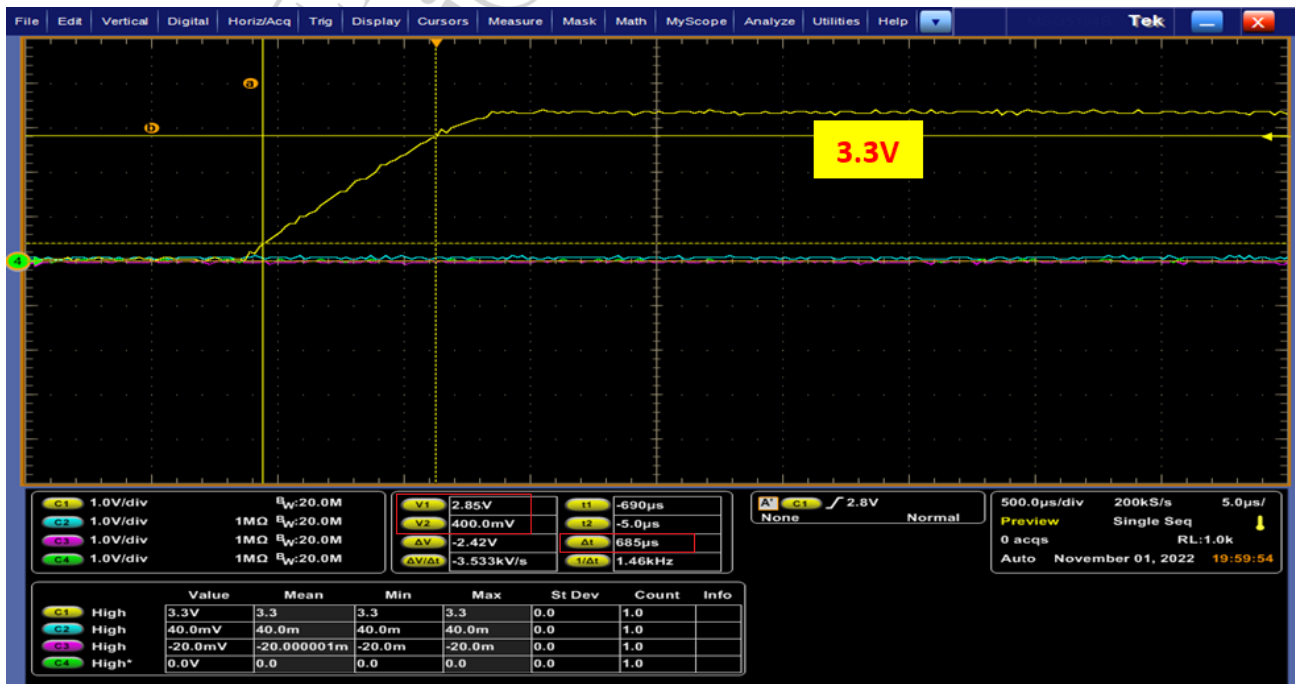 File Edit Vertical Digital Horiz/Acq Trig Display Cursors Measure Mask Math MyScope Analyze Utilities Help Tek X
a
b
3.3V
4
C1 1.0V/div BW:20.0M
C2 1.0V/div 1MΩ BW:20.0M
C3 1.0V/div 1MΩ BW:20.0M
C4 1.0V/div 1MΩ BW:20.0M
V1 2.85V t1 -690µs
V2 400.0mV t2 -5.0µs
ΔV -2.42V Δt 685µs
ΔV/Δt -3.533kV/s 1/Δt 1.46kHz
A' C1 2.8V
None Normal
500.0µs/div 200kS/s 5.0µs/
Preview Single Seq
0 acqs RL:1.0k
Auto November 01, 2022 19:59:54
Value Mean Min Max St Dev Count Info
C1 High 3.3V 3.3 3.3 3.3 0.0 1.0
C2 High 40.0mV 40.0m 40.0m 40.0m 0.0 1.0
C3 High -20.0mV -20.000001m -20.0m -20.0m 0.0 1.0
C4 High* 0.0V 0.0 0.0 0.0 0.0 1.0